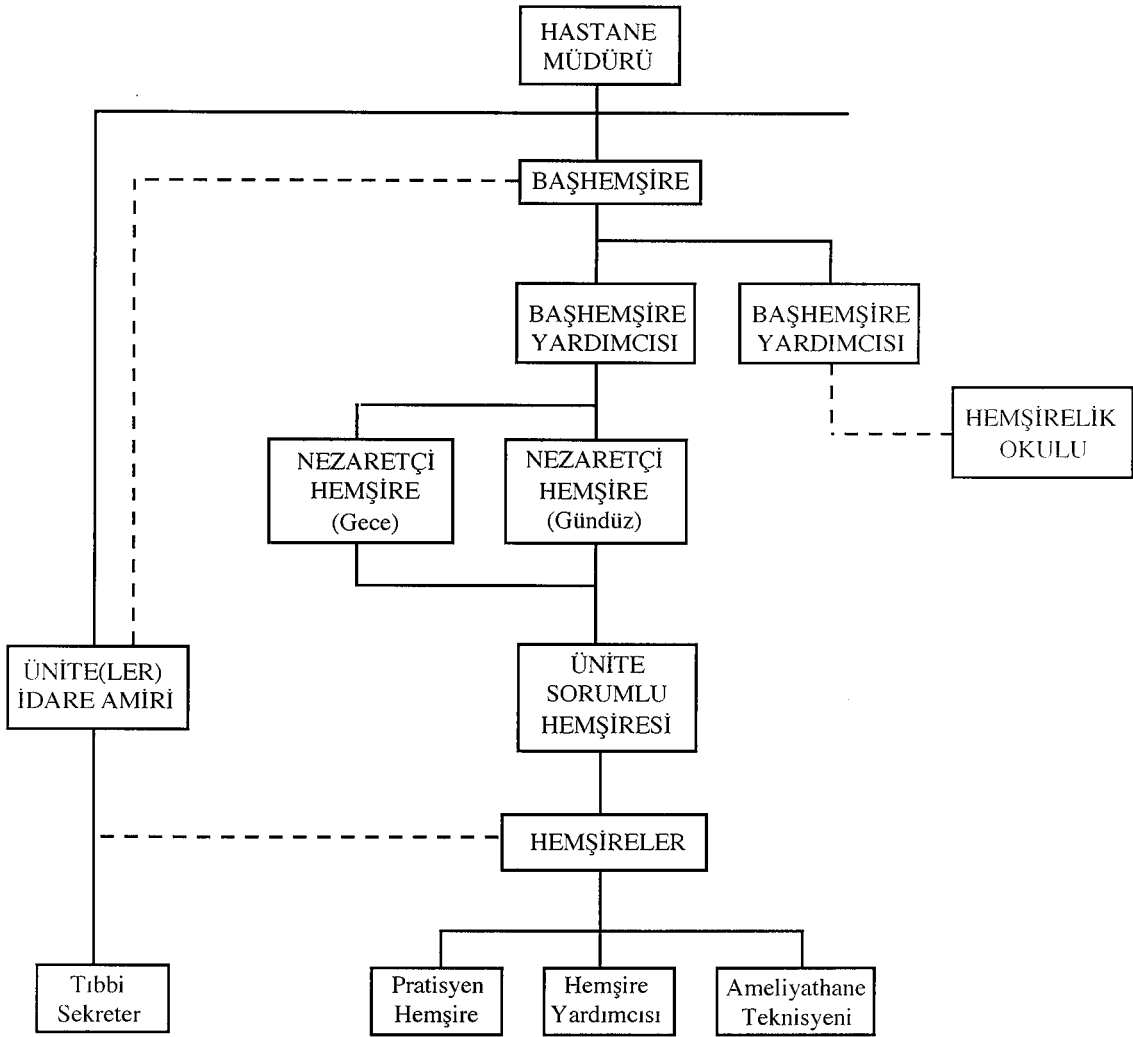 HASTANE
MÜDÜRÜ
BAŞHEMŞİRE
BAŞHEMŞİRE
YARDIMCISI
BAŞHEMŞİRE
YARDIMCISI
HEMŞİRELİK
OKULU
NEZARETÇİ
HEMŞİRE
(Gece)
NEZARETÇİ
HEMŞİRE
(Gündüz)
ÜNİTE(LER)
İDARE AMİRİ
ÜNİTE
SORUMLU
HEMŞİRESİ
HEMŞİRELER
Tıbbi
Sekreter
Pratisyen
Hemşire
Hemşire
Yardımcısı
Ameliyathane
Teknisyeni